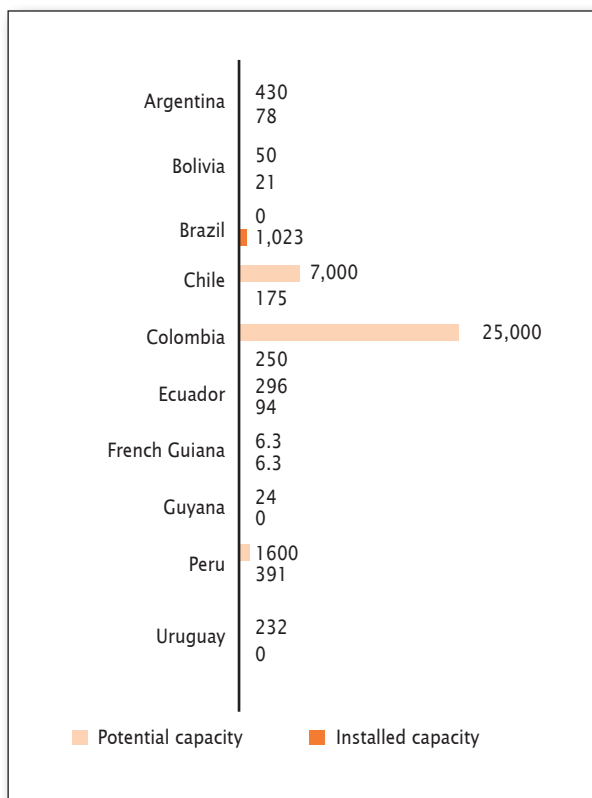 430
Argentina
78
50
Bolivia
21
0
Brazil
1,023
7,000
Chile
175
25,000
Colombia
250
296
Ecuador
94
6.3
French Guiana
6.3
24
Guyana
0
1600
Peru
391
232
Uruguay
0
Potential capacity Installed capacity